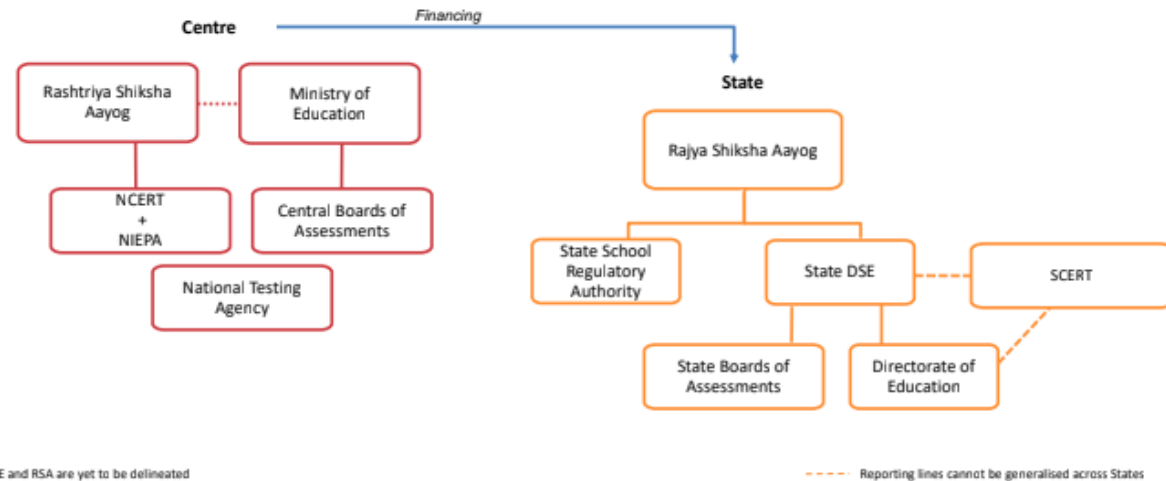 Financing
Centre
State
Rashtriya Shiksha
Aayog
Ministry of
Education
NCERT
+
NIEPA
Central Boards of
Assessments
National Testing
Agency
Rajya Shiksha Aayog
State School
Regulatory
Authority
State DSE
SCERT
State Boards of
Assessments
Directorate of
Education
E and RSA are yet to be delineated
Reporting lines cannot be generalised across States